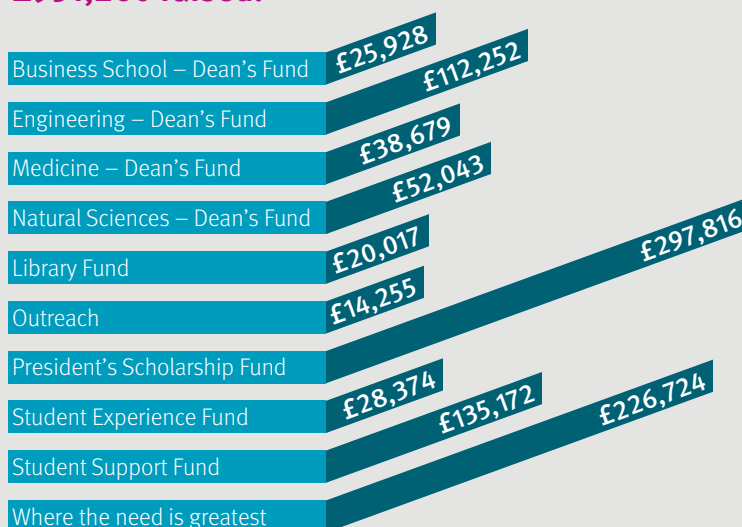 Business School – Dean's Fund £25,928
Engineering – Dean's Fund £112,252
Medicine – Dean's Fund £38,679
Natural Sciences – Dean's Fund £52,043
Library Fund £20,017
Outreach £14,255
President's Scholarship Fund £297,816
Student Experience Fund £28,374
Student Support Fund £135,172
Where the need is greatest £226,724